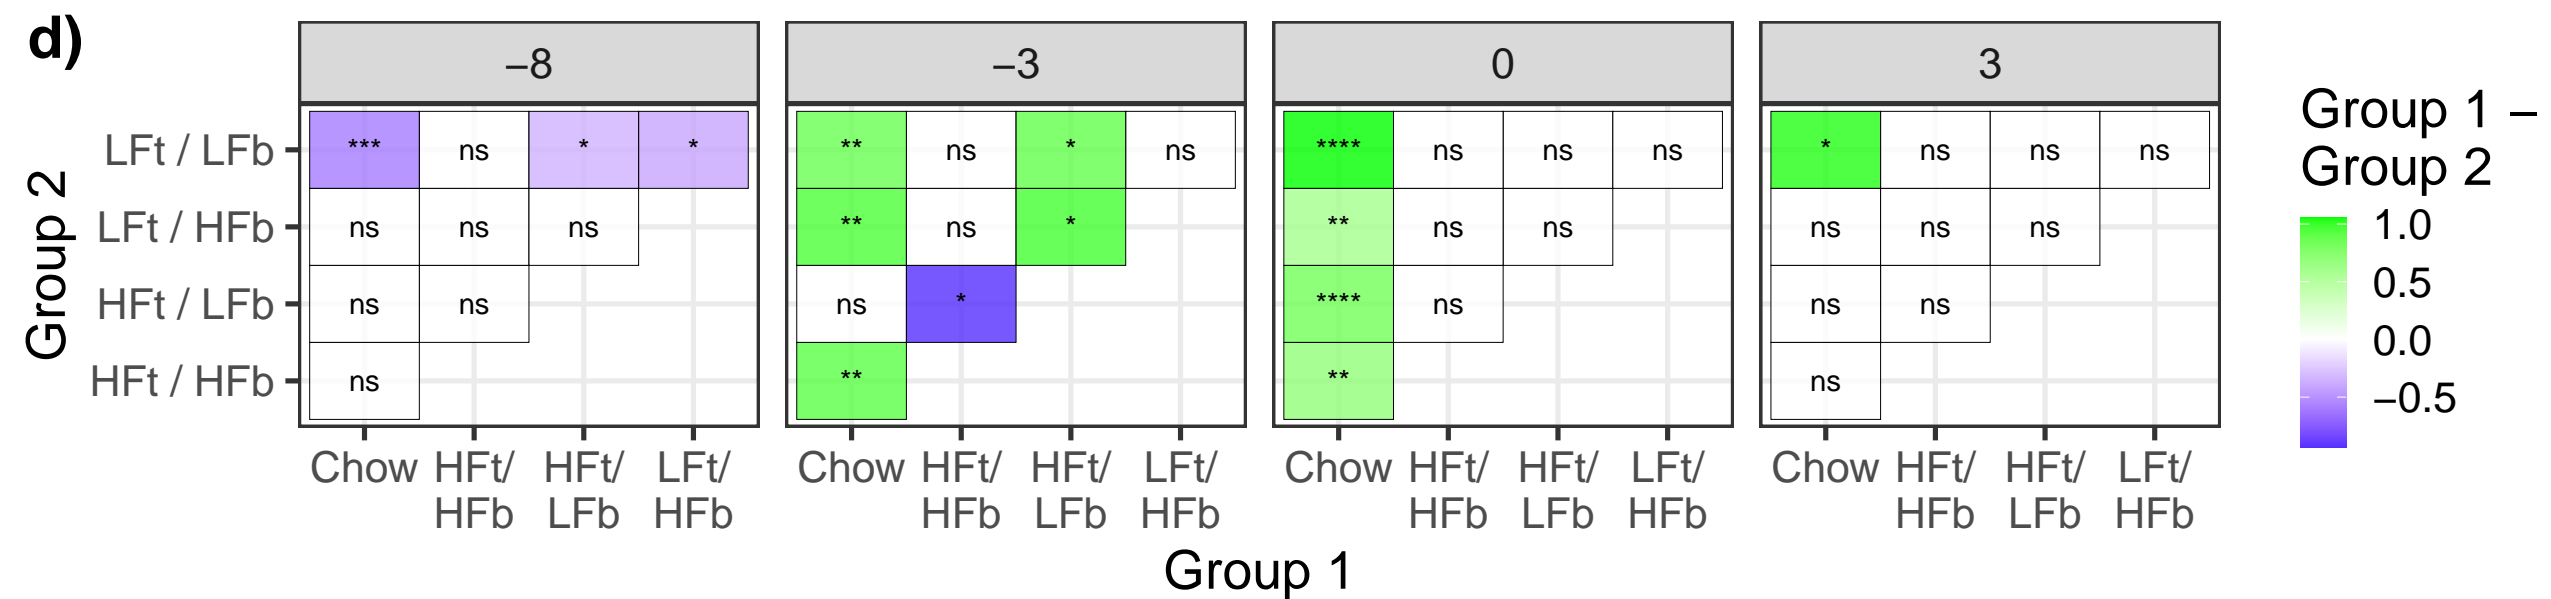 d)
−8 −3 0 3
Group 1 −
Group 2
Group 2
LFt / LFb *** ns * * ** ns * ns **** ns ns ns * ns ns ns
LFt / HFb ns ns ns ** ns * ** ns ns ns ns ns
HFt / LFb ns ns ns * **** ns ns ns
HFt / HFb ns ** ** ns
1.0
0.5
0.0
−0.5
Chow HFt/ HFt/ LFt/ Chow HFt/ HFt/ LFt/ Chow HFt/ HFt/ LFt/ Chow HFt/ HFt/ LFt/
HFb LFb HFb HFb LFb HFb HFb LFb HFb HFb LFb HFb
Group 1